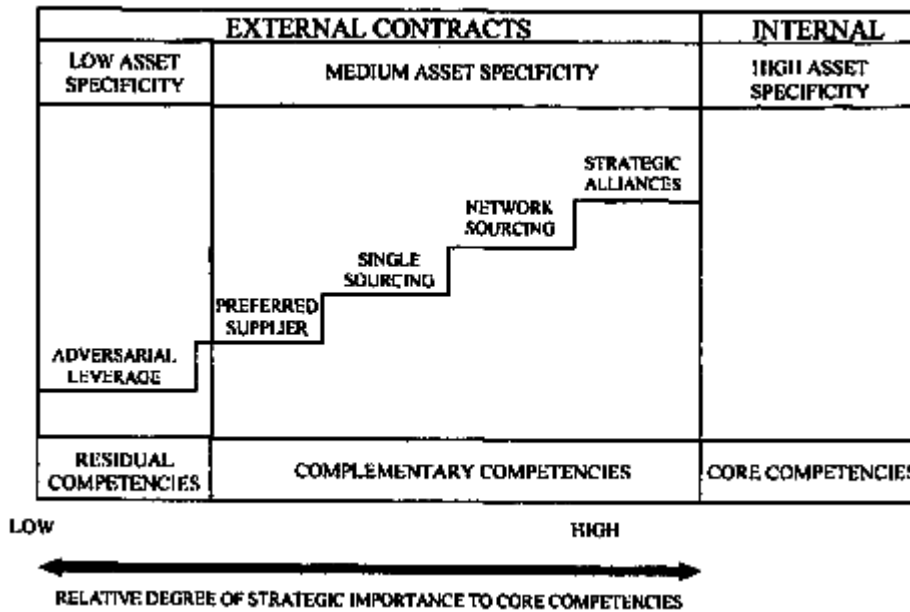 EXTERNAL CONTRACTS
INTERNAL
LOW ASSET
SPECIFICITY
MEDIUM ASSET SPECIFICITY
HIGH ASSET
SPECIFICITY
STRATEGIC
ALLIANCES
NETWORK
SOURCING
SINGLE
SOURCING
PREFERRED
SUPPLIER
ADVERSARIAL
LEVERAGE
RESIDUAL
COMPETENCIES
COMPLEMENTARY COMPETENCIES
CORE COMPETENCIES
LOW
HIGH
RELATIVE DEGREE OF STRATEGIC IMPORTANCE TO CORE COMPETENCIES